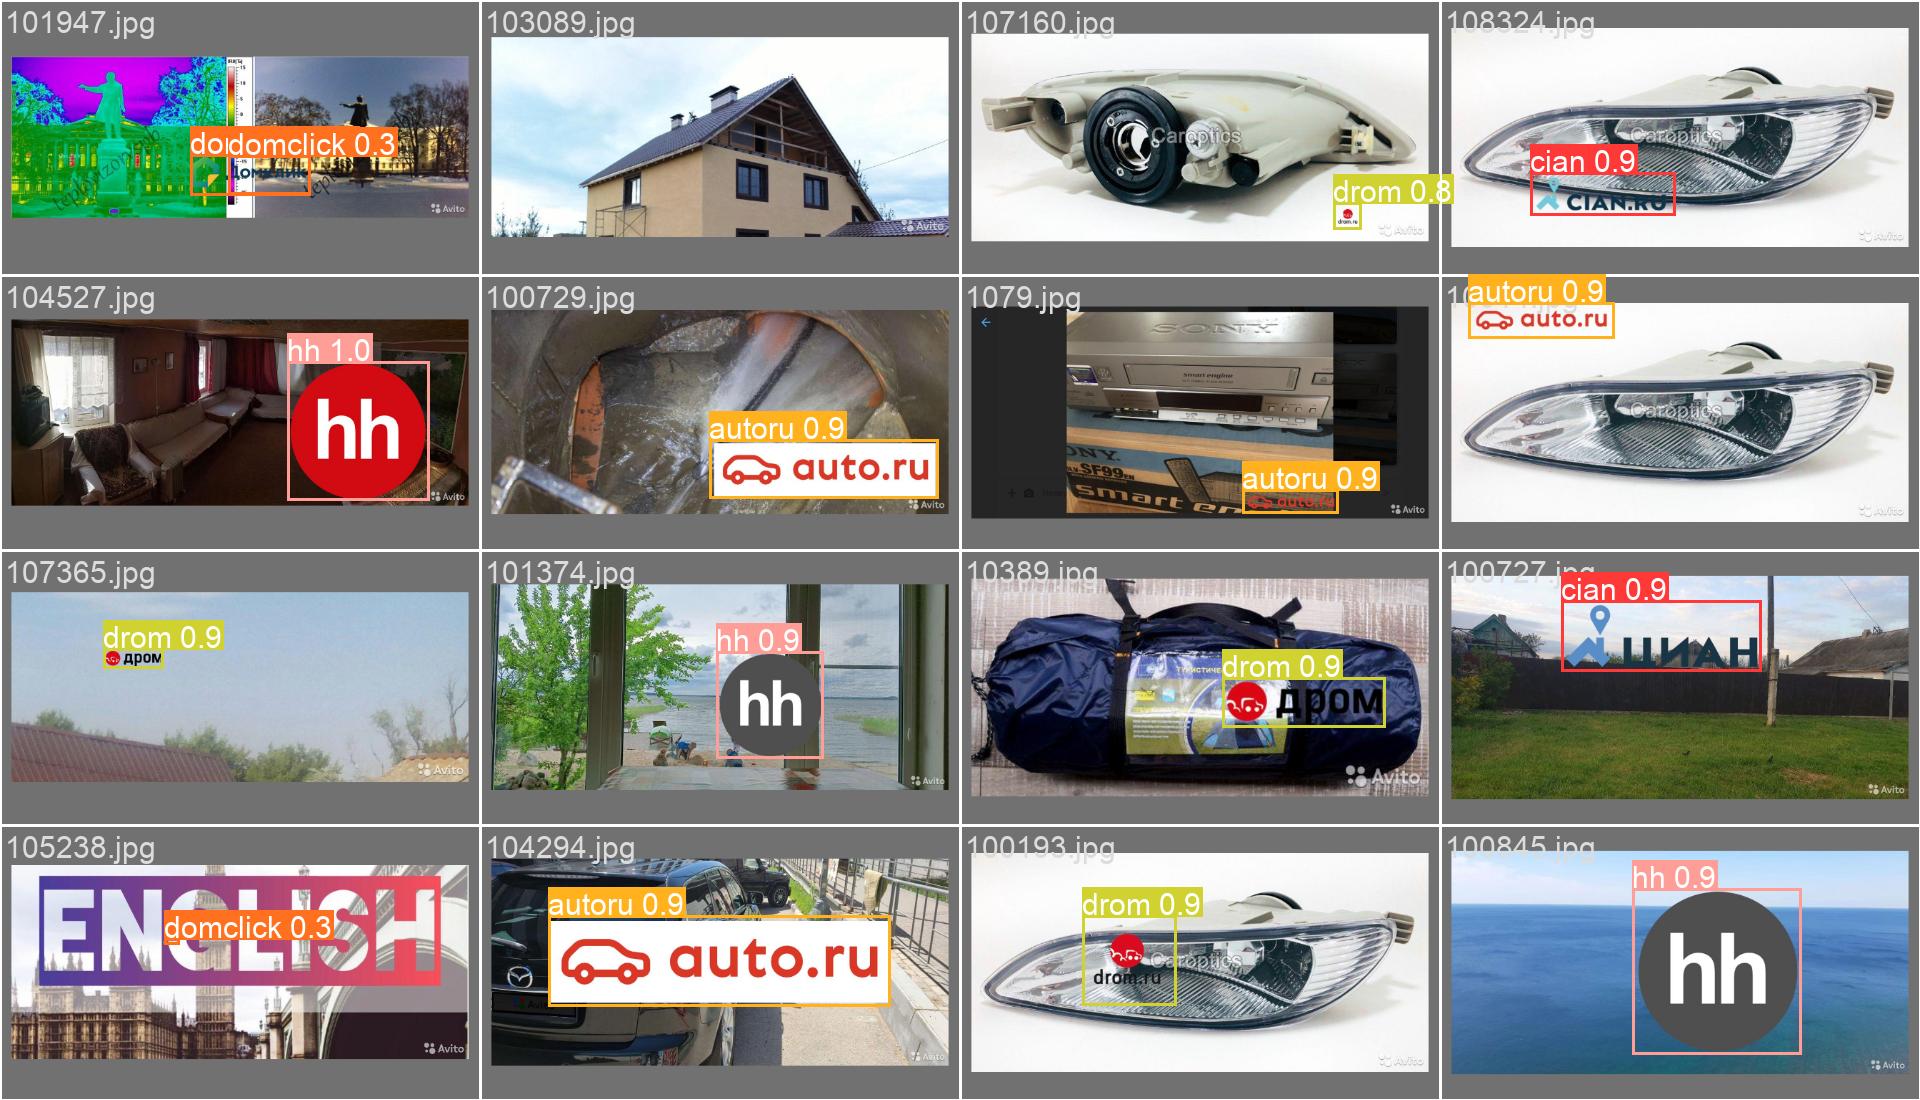 101947.jpg
103089.jpg
107160.jpg
108324.jpg
Caroptics
Caroptics
dodomclick 0.3
Домклик
cian 0.9
CIAN.RU
drom 0.8
drom.ru
Avito
Avito
Avito
Avito
104527.jpg
100729.jpg
1079.jpg
autoru 0.9
auto.ru
SONY
hh 1.0
hh
smart engine
Caroptics
autoru 0.9
auto.ru
SF99
autoru 0.9
auto.ru
smart en
Avito
Avito
Avito
Avito
107365.jpg
101374.jpg
10389.jpg
100727.jpg
cian 0.9
ЦИАН
drom 0.9
дром
hh 0.9
hh
drom 0.9
дром
Avito
Avito
Avito
Avito
105238.jpg
104294.jpg
100193.jpg
100845.jpg
ENGLISH
domclick 0.3
autoru 0.9
auto.ru
drom 0.9
drom.ru
Caroptics
hh 0.9
hh
Avito
Avito
Avito
Avito